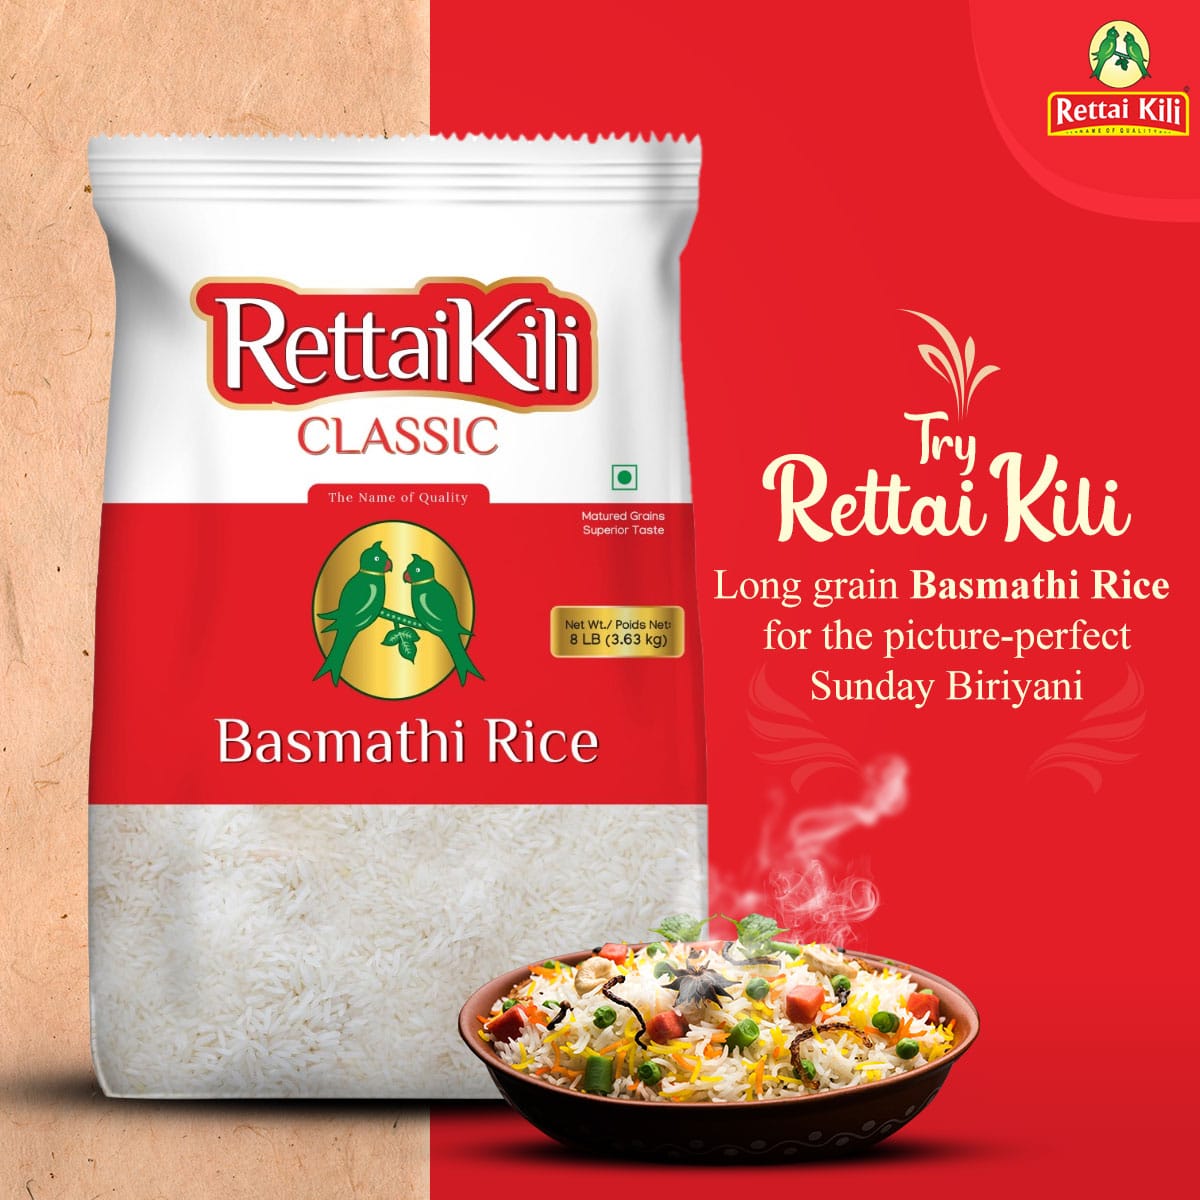 Rettai Kili
NAME OF QUALITY
RettaiKili
CLASSIC
The Name of Quality
Matured Grains
Superior Taste
Net Wt./ Poids Net:
8 LB (3.63 kg)
Basmathi Rice
Try
Rettai Kili
Long grain Basmathi Rice
for the picture-perfect
Sunday Biriyani